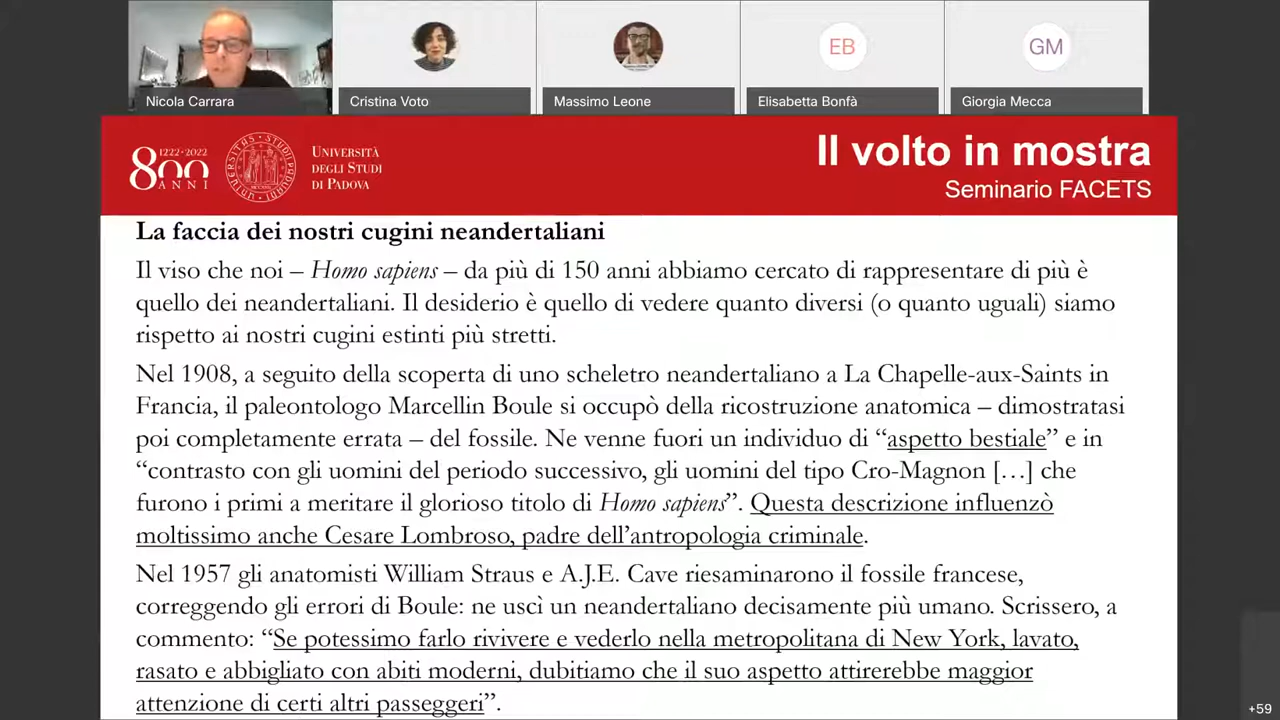 Nicola Carrara
Cristina Voto
Massimo Leone
EB
Elisabetta Bonfà
GM
Giorgia Mecca
1222·2022
800
ANNI
UNIVERSITÀ
DEGLI STUDI
DI PADOVA
Il volto in mostra
Seminario FACETS
La faccia dei nostri cugini neandertaliani
Il viso che noi – Homo sapiens – da più di 150 anni abbiamo cercato di rappresentare di più è
quello dei neandertaliani. Il desiderio è quello di vedere quanto diversi (o quanto uguali) siamo
rispetto ai nostri cugini estinti più stretti.
Nel 1908, a seguito della scoperta di uno scheletro neandertaliano a La Chapelle-aux-Saints in
Francia, il paleontologo Marcellin Boule si occupò della ricostruzione anatomica – dimostratasi
poi completamente errata – del fossile. Ne venne fuori un individuo di “aspetto bestiale” e in
“contrasto con gli uomini del periodo successivo, gli uomini del tipo Cro-Magnon […] che
furono i primi a meritare il glorioso titolo di Homo sapiens”. Questa descrizione influenzò
moltissimo anche Cesare Lombroso, padre dell’antropologia criminale.
Nel 1957 gli anatomisti William Straus e A.J.E. Cave riesaminarono il fossile francese,
correggendo gli errori di Boule: ne uscì un neandertaliano decisamente più umano. Scrissero, a
commento: “Se potessimo farlo rivivere e vederlo nella metropolitana di New York, lavato,
rasato e abbigliato con abiti moderni, dubitiamo che il suo aspetto attirerebbe maggior
attenzione di certi altri passeggeri”.
+59